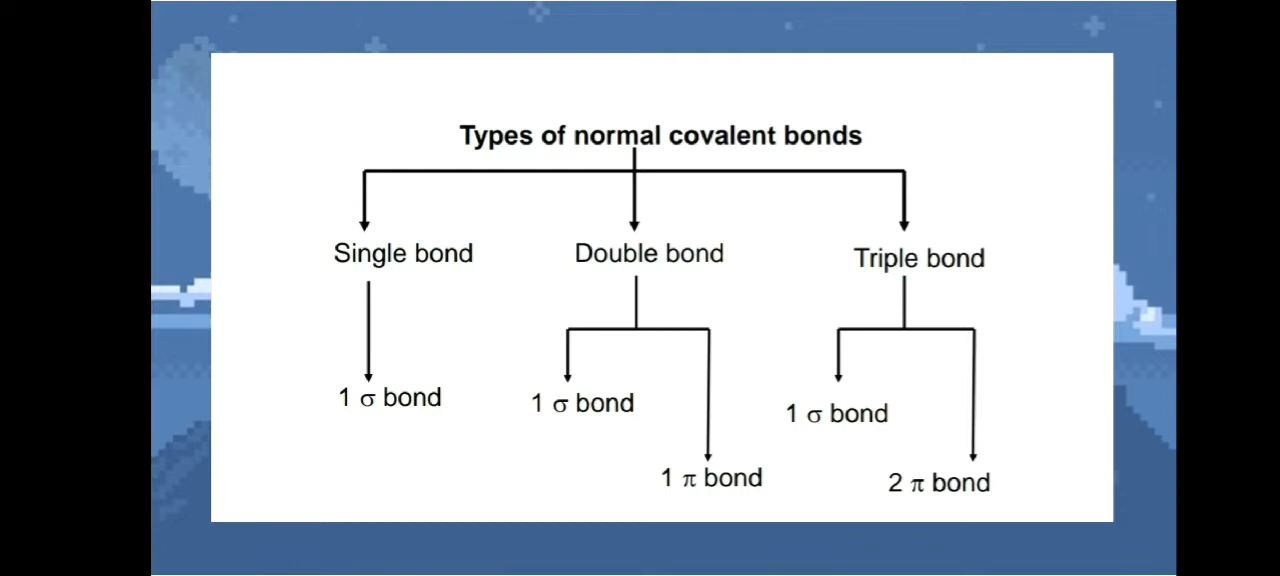 Types of normal covalent bonds
Single bond
Double bond
Triple bond
1 σ bond
1 σ bond
1 σ bond
1 π bond
2 π bond